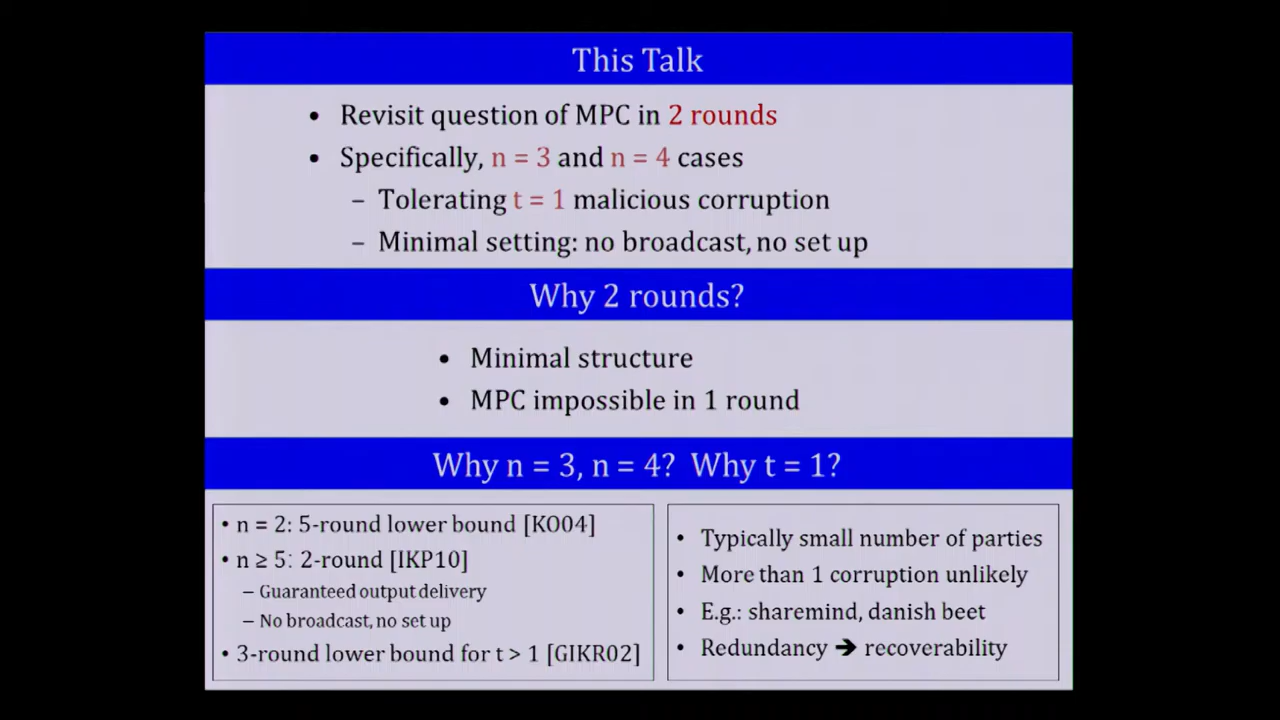 This Talk
• Revisit question of MPC in 2 rounds
• Specifically, n = 3 and n = 4 cases
– Tolerating t = 1 malicious corruption
– Minimal setting: no broadcast, no set up
Why 2 rounds?
• Minimal structure
• MPC impossible in 1 round
Why n = 3, n = 4? Why t = 1?
• n = 2: 5-round lower bound [KO04]
• n ≥ 5: 2-round [IKP10]
– Guaranteed output delivery
– No broadcast, no set up
• 3-round lower bound for t > 1 [GIKR02]
• Typically small number of parties
• More than 1 corruption unlikely
• E.g.: sharemind, danish beet
• Redundancy ➔ recoverability